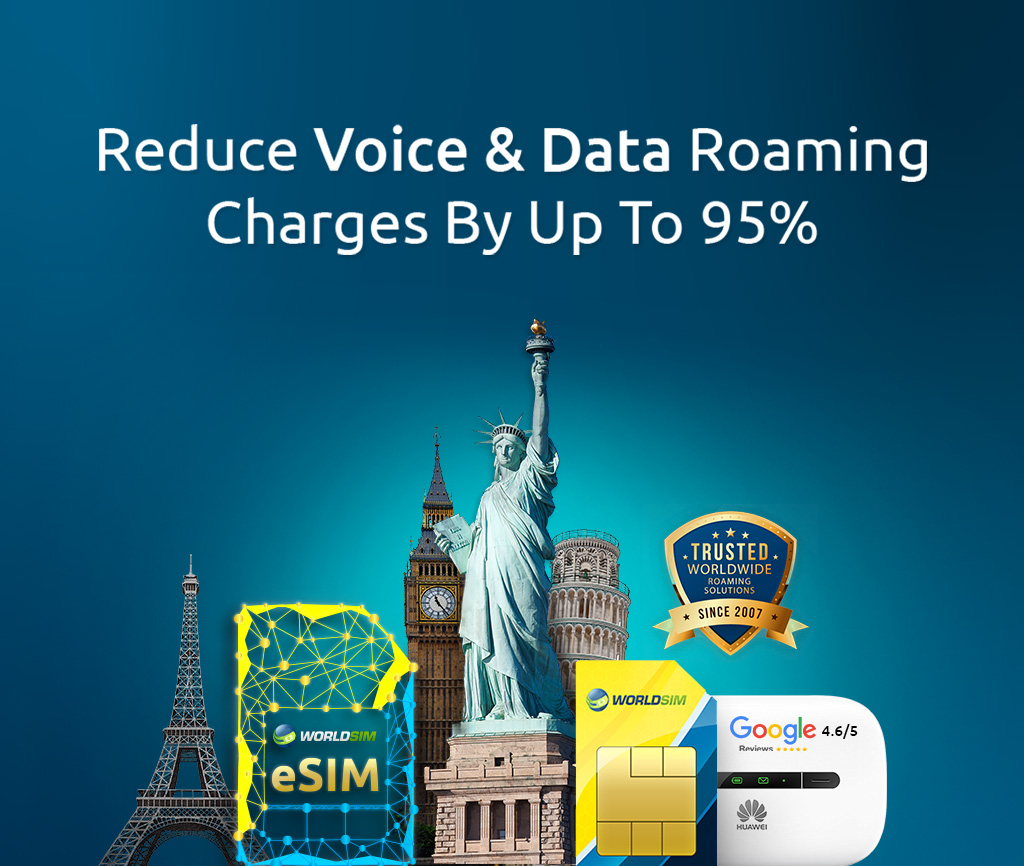 Reduce Voice & Data Roaming
Charges By Up To 95%
TRUSTED
WORLDWIDE
ROAMING
SOLUTIONS
SINCE 2007
WORLDSIM
eSIM
WORLDSIM
Google 4.6/5
Reviews
HUAWEI